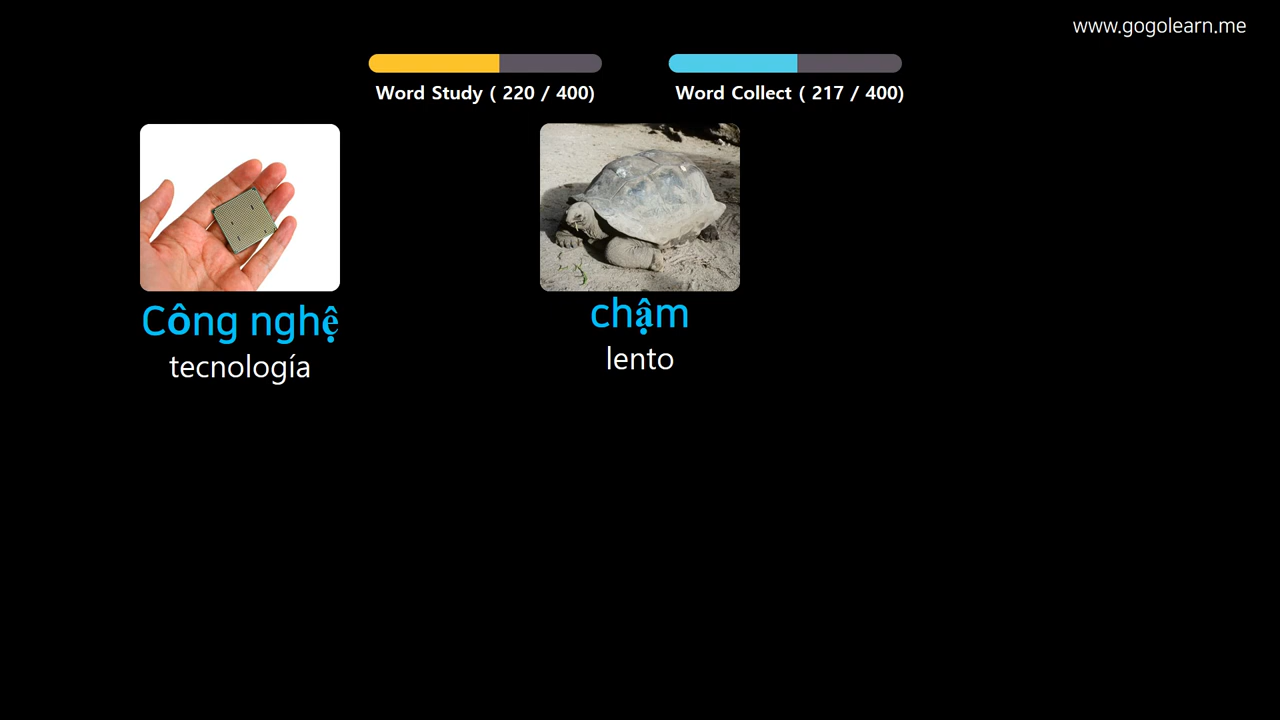 www.gogolearn.me
Word Study ( 220 / 400)
Word Collect ( 217 / 400)
Công nghệ
tecnología
chậm
lento